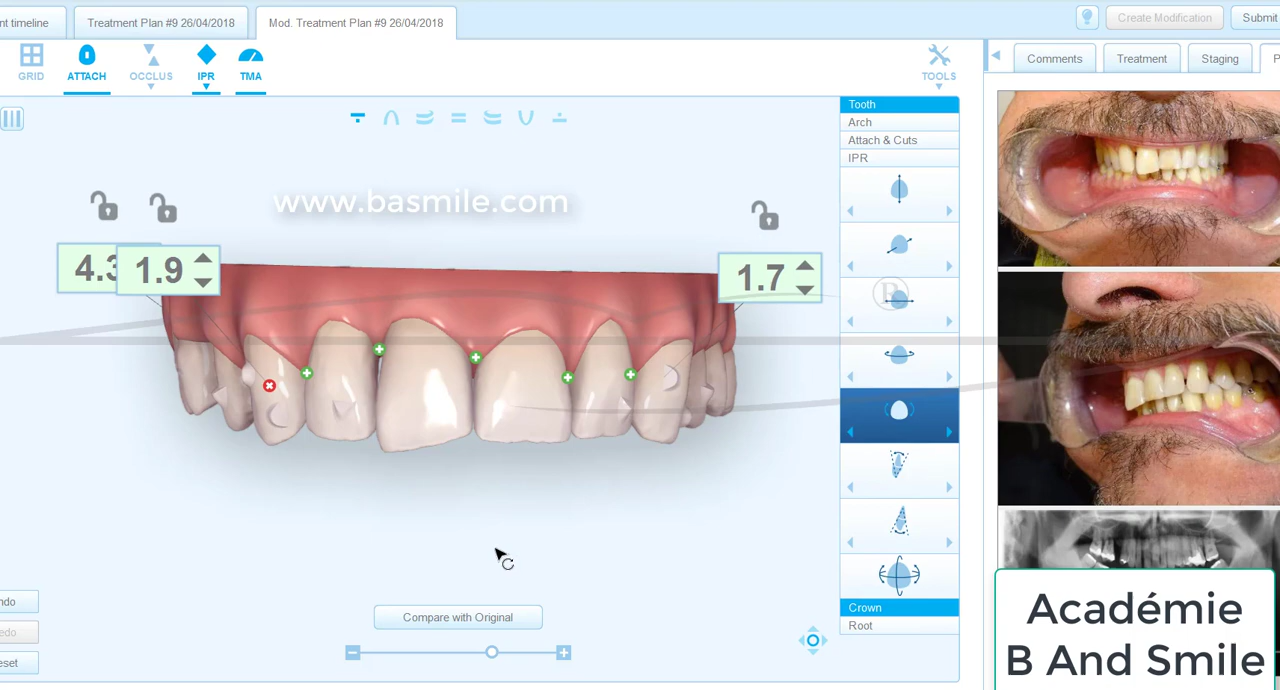 nt timeline
Treatment Plan #9 26/04/2018
Mod. Treatment Plan #9 26/04/2018
Create Modification
Submit
GRID
ATTACH
OCCLUS
IPR
TMA
TOOLS
Comments
Treatment
Staging
P
Tooth
Arch
Attach & Cuts
IPR
www.basmile.com
4.3
1.9
1.7
R
ndo
edo
eset
Compare with Original
Crown
Root
Académie
B And Smile